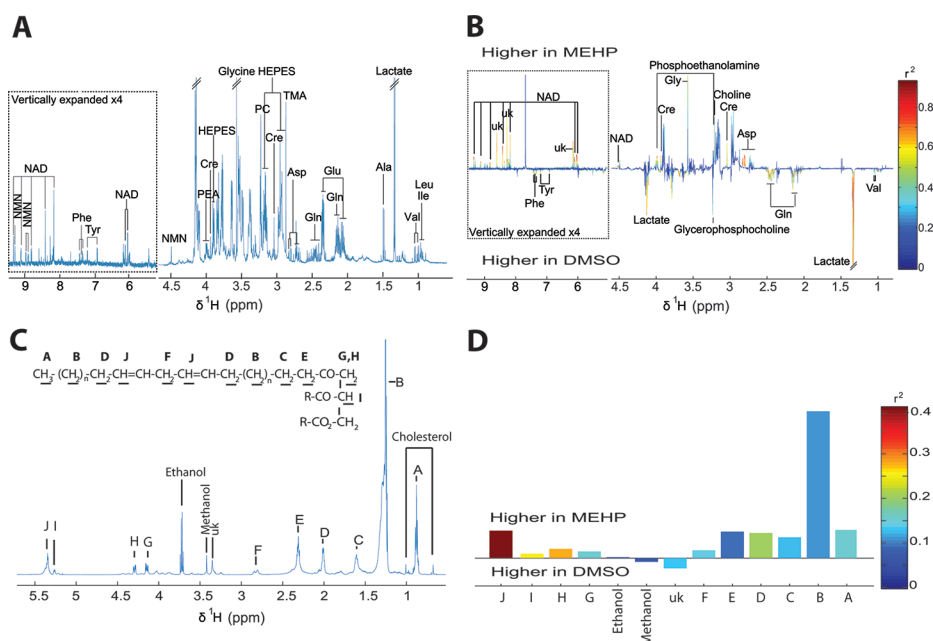 A
Vertically expanded x4
NAD
NMN
NMN
Phe
Tyr
NAD
Glycine HEPES
Lactate
TMA
PC
HEPES
Cre
Cre
PEA
Asp
Glu
Gln
Gln
Ala
Leu
Ile
Val
NMN
9 8 7 6 4.5 4 3.5 3 2.5 2 1.5 1
δ ¹H (ppm)
B
Higher in MEHP
NAD
uk
uk
uk
Phe
Tyr
Vertically expanded x4
NAD
Phosphoethanolamine
Gly
Cre
Choline
Cre
Asp
Lactate
Glycerophosphocholine
Gln
Val
Lactate
Higher in DMSO
9 8 7 6 4.5 4 3.5 3 2.5 2 1.5 1
δ ¹H (ppm)
r²
0.8
0.6
0.4
0.2
0
C
A B D J F J D B C E G,H
CH₃-(CH₂)ₙ-CH₂-CH=CH-CH₂-CH=CH-CH₂-(CH₂)ₙ-CH₂-CH₂-CO-CH₂
R-CO -CH I
R-CO₂-CH₂
B
Cholesterol
Ethanol
Methanol
uk
J I
H G
F
E
D
C
A
5.5 5 4.5 4 3.5 3 2.5 2 1.5 1
δ ¹H (ppm)
D
Higher in MEHP
Higher in DMSO
J I H G Ethanol Methanol uk F E D C B A
r²
0.4
0.3
0.2
0.1
0